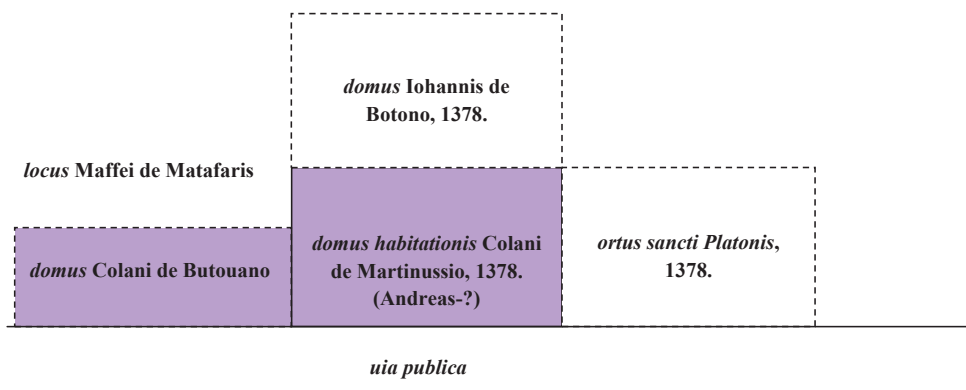 domus Iohannis de
Botono, 1378.
locus Maffei de Matafaris
domus Colani de Butouano
domus habitationis Colani
de Martinussio, 1378.
(Andreas-?)
ortus sancti Platonis,
1378.
uia publica